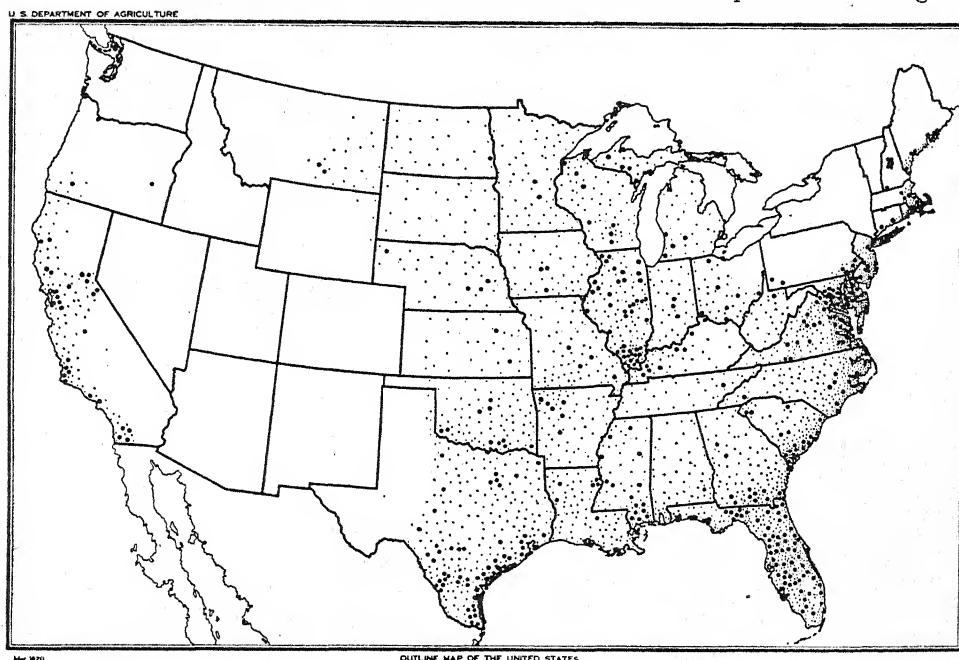 U S DEPARTMENT OF AGRICULTURE
OUTLINE MAP OF THE UNITED STATES